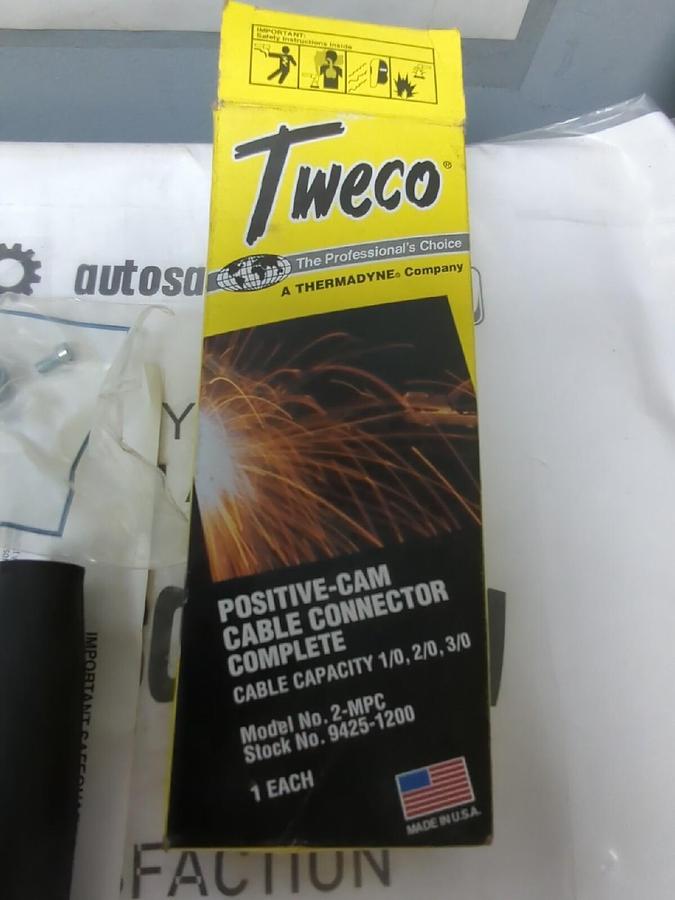 IMPORTANT:
Safety Instructions Inside
Tweco®
The Professional's Choice
A THERMADYNE® Company
autosa
POSITIVE-CAM
CABLE CONNECTOR
COMPLETE
CABLE CAPACITY 1/0, 2/0, 3/0
Model No. 2-MPC
Stock No. 9425-1200
1 EACH
MADE IN U.S.A.
IMPORTANT SAFEGUA
FACTION